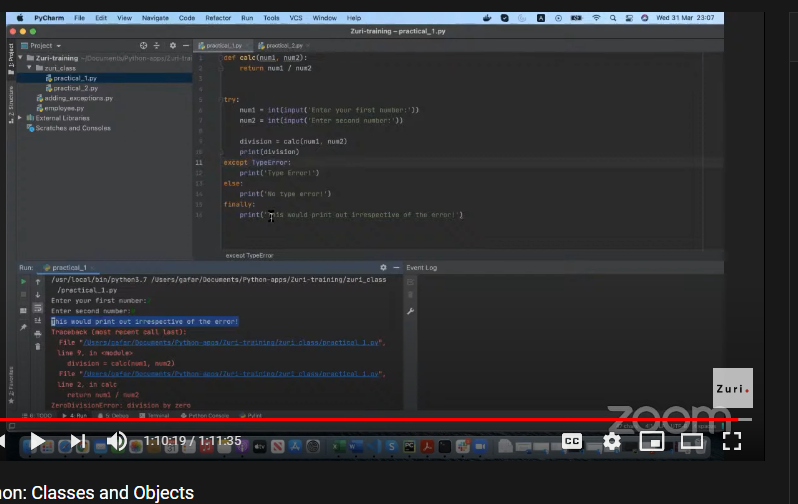 PyCharm File Edit View Navigate Code Refactor Run Tools VCS Window Help Wed 31 Mar 23:07
Zuri-training – practical_1.py
Project
practical_1.py practical_2.py
Zuri-training ~/Documents/Python-apps/Zuri-trai
zuri_class
practical_1.py
practical_2.py
adding_exceptions.py
employee.py
External Libraries
Scratches and Consoles
1: Project
7: Structure
2: Favorites
def calc(num1, num2):
return num1 / num2
try:
num1 = int(input('Enter your first number:'))
num2 = int(input('Enter second number:'))
division = calc(num1, num2)
print(division)
11 except TypeError:
print('Type Error!')
else:
print('No type error!')
finally:
print('This would print out irrespective of the error!')
except TypeError
Run: practical_1
Event Log
/usr/local/bin/python3.7 /Users/gafar/Documents/Python-apps/Zuri-training/zuri_class
/practical_1.py
Enter your first number:
Enter second number:
This would print out irrespective of the error!
Traceback (most recent call last):
File "/Users/gafar/Documents/Python-apps/Zuri-training/zuri_class/practical_1.py",
line 9, in <module>
division = calc(num1, num2)
File "/Users/gafar/Documents/Python-apps/Zuri-training/zuri_class/practical_1.py",
line 2, in calc
return num1 / num2
ZeroDivisionError: division by zero
6: TODO 4: Run 5: Debug Terminal Python Console
Zuri.
zoom
1:10:19 / 1:11:35
CC
hon: Classes and Objects